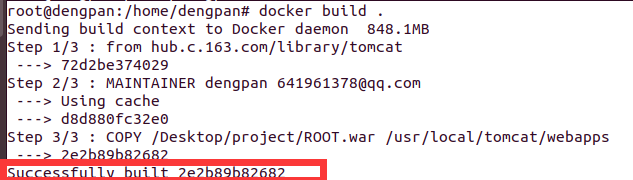 root@dengpan:/home/dengpan# docker build .
Sending build context to Docker daemon  848.1MB
Step 1/3 : from hub.c.163.com/library/tomcat
 ---> 72d2be374029
Step 2/3 : MAINTAINER dengpan 641961378@qq.com
 ---> Using cache
 ---> d8d880fc32e0
Step 3/3 : COPY /Desktop/project/ROOT.war /usr/local/tomcat/webapps
 ---> 2e2b89b82682
Successfully built 2e2b89b82682